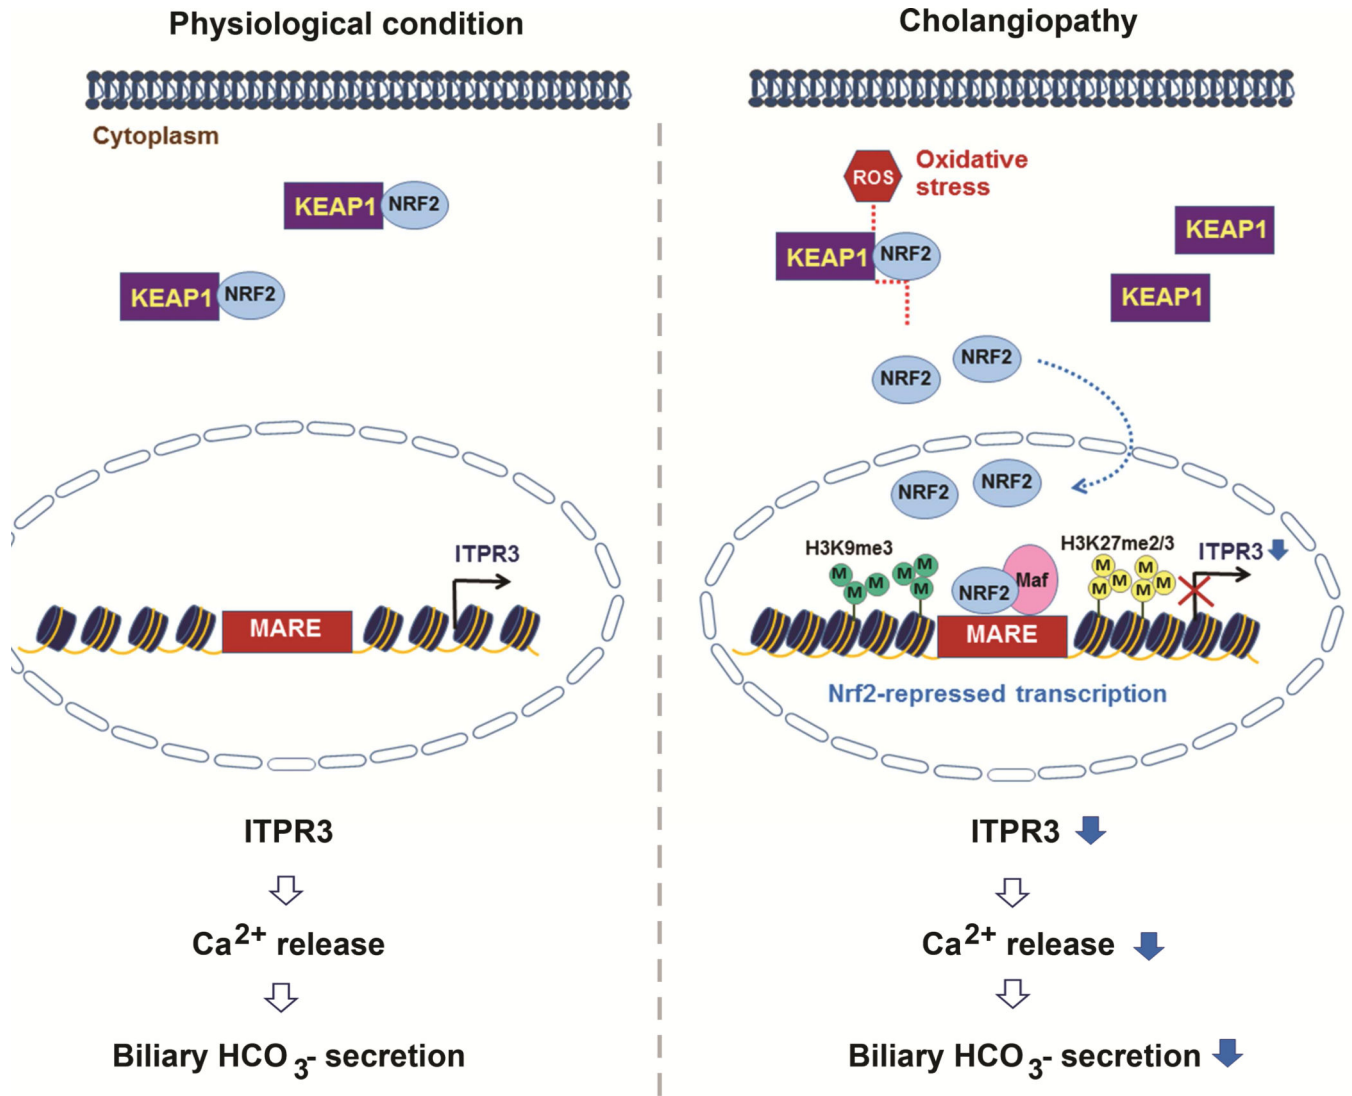 Physiological condition
Cytoplasm
KEAP1 NRF2
KEAP1 NRF2
ITPR3
MARE
ITPR3
Ca2+ release
Biliary HCO3- secretion
Cholangiopathy
ROS
Oxidative
stress
KEAP1
KEAP1 NRF2
KEAP1
NRF2
NRF2
NRF2
NRF2
H3K9me3
H3K27me2/3
ITPR3
M M M M M M
NRF2
Maf
M M M M M M
MARE
Nrf2-repressed transcription
ITPR3
Ca2+ release
Biliary HCO3- secretion